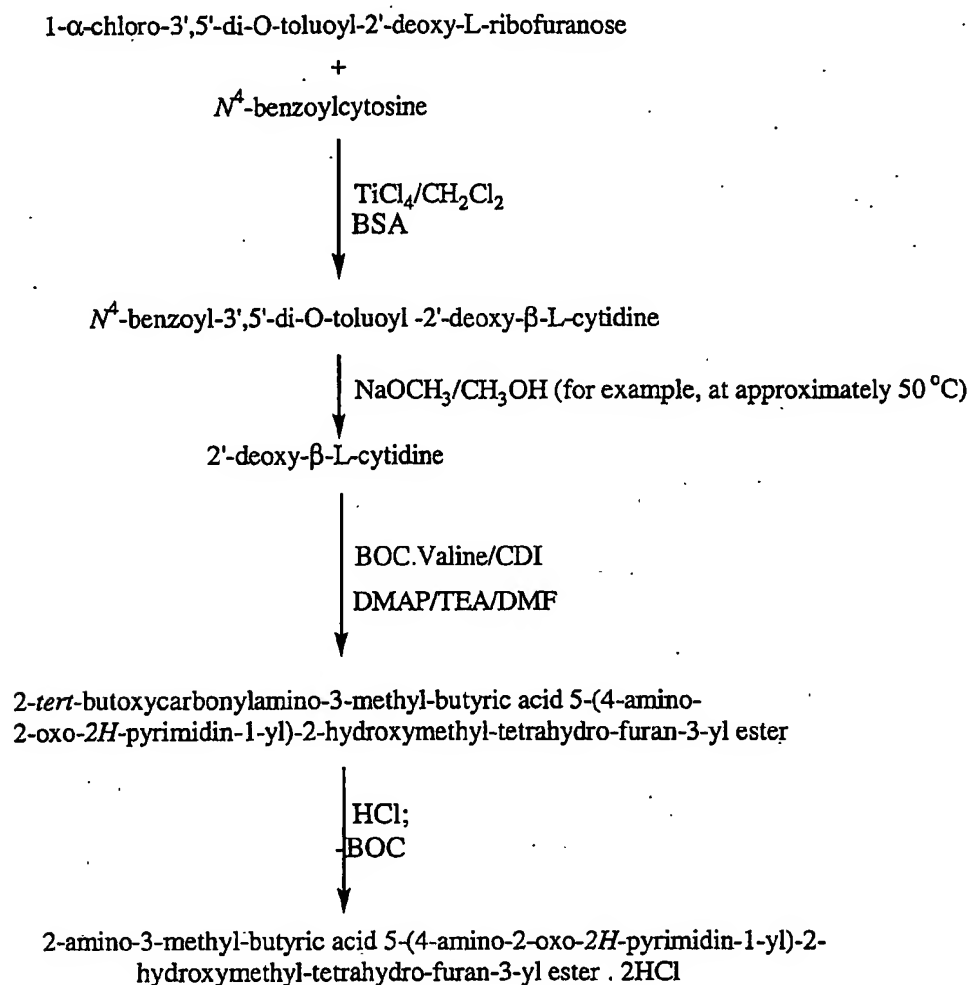 1-α-chloro-3',5'-di-O-toluoyl-2'-deoxy-L-ribofuranose
+
N⁴-benzoylcytosine
TiCl₄/CH₂Cl₂
BSA
N⁴-benzoyl-3',5'-di-O-toluoyl -2'-deoxy-β-L-cytidine
NaOCH₃/CH₃OH (for example, at approximately 50 °C)
2'-deoxy-β-L-cytidine
BOC.Valine/CDI
DMAP/TEA/DMF
2-tert-butoxycarbonylamino-3-methyl-butyric acid 5-(4-amino-
2-oxo-2H-pyrimidin-1-yl)-2-hydroxymethyl-tetrahydro-furan-3-yl ester
HCl;
-BOC
2-amino-3-methyl-butyric acid 5-(4-amino-2-oxo-2H-pyrimidin-1-yl)-2-
hydroxymethyl-tetrahydro-furan-3-yl ester . 2HCl